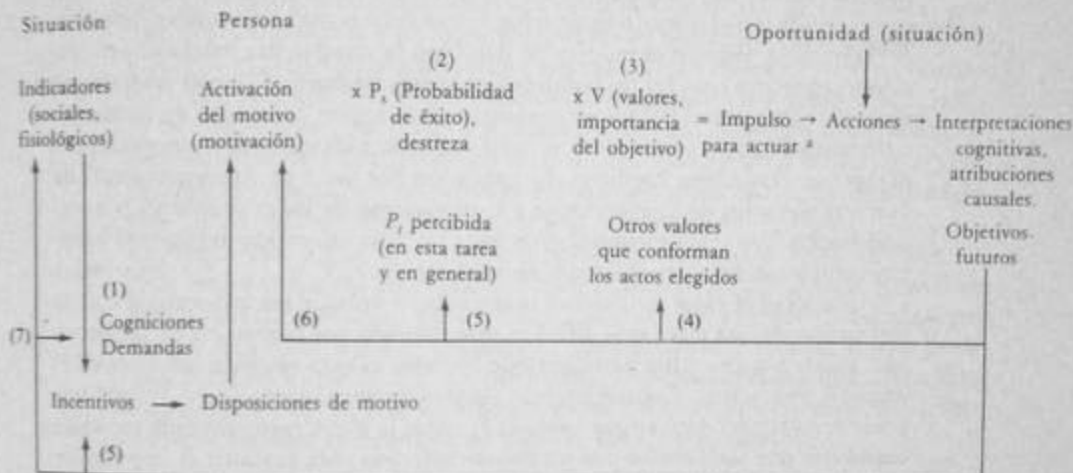 Situación
Persona
Oportunidad (situación)
Indicadores
(sociales,
fisiológicos)
Activación
del motivo
(motivación)
(2)
x Ps (Probabilidad
de éxito),
destreza
(3)
x V (valores,
importancia
del objetivo)
= Impulso → Acciones → Interpretaciones
para actuar a
cognitivas,
atribuciones
causales.
Objetivos
futuros
Ps percibida
(en esta tarea
y en general)
Otros valores
que conforman
los actos elegidos
(1)
Cogniciones
Demandas
(7)
(6)
(5)
(4)
Incentivos → Disposiciones de motivo
(5)